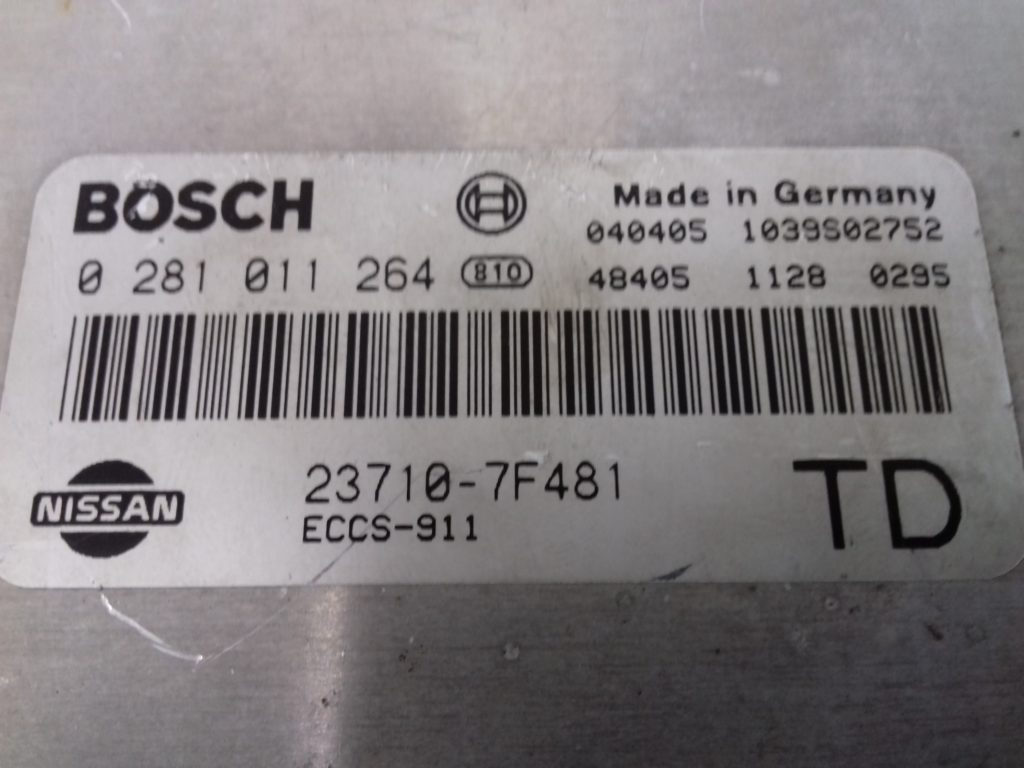 BOSCH Made in Germany
040405 1039S02752
0 281 011 264 810 48405 1128 0295
NISSAN 23710-7F481 TD
ECCS-911